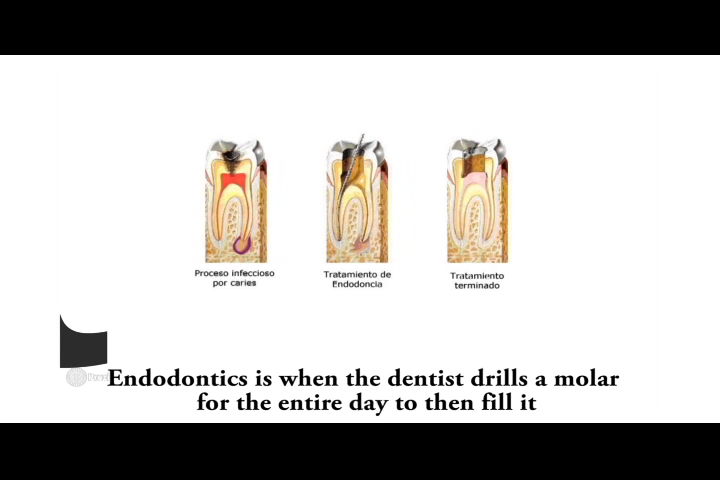 Proceso infeccioso
por caries
Tratamiento de
Endodoncia
Tratamiento
terminado
Endodontics is when the dentist drills a molar
for the entire day to then fill it